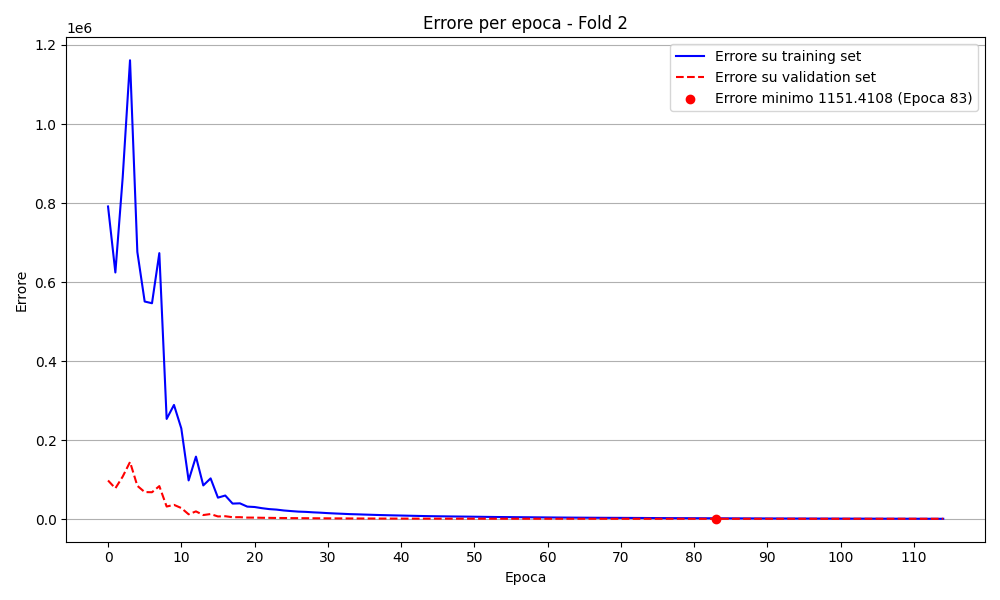 Errore per epoca - Fold 2
1e6
1.2
1.0
0.8
0.6
0.4
0.2
0.0
Errore
Errore su training set
Errore su validation set
Errore minimo 1151.4108 (Epoca 83)
0 10 20 30 40 50 60 70 80 90 100 110
Epoca